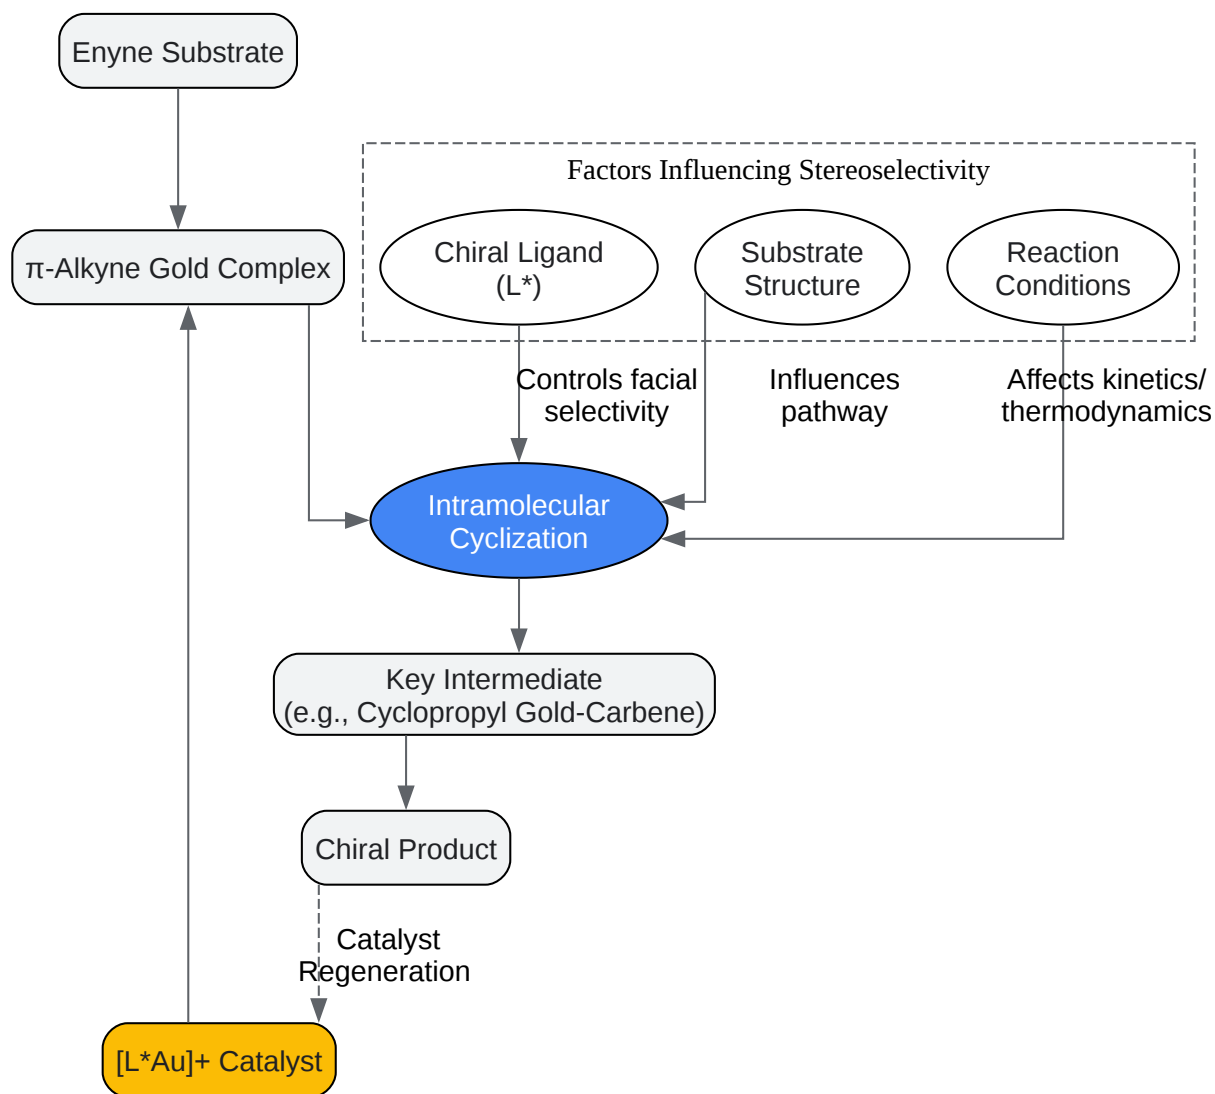 Enyne Substrate
Factors Influencing Stereoselectivity
π-Alkyne Gold Complex
Chiral Ligand
(L*)
Substrate
Structure
Reaction
Conditions
Controls facial
selectivity
Influences
pathway
Affects kinetics/
thermodynamics
Intramolecular
Cyclization
Key Intermediate
(e.g., Cyclopropyl Gold-Carbene)
Chiral Product
Catalyst
Regeneration
[L*Au]+ Catalyst